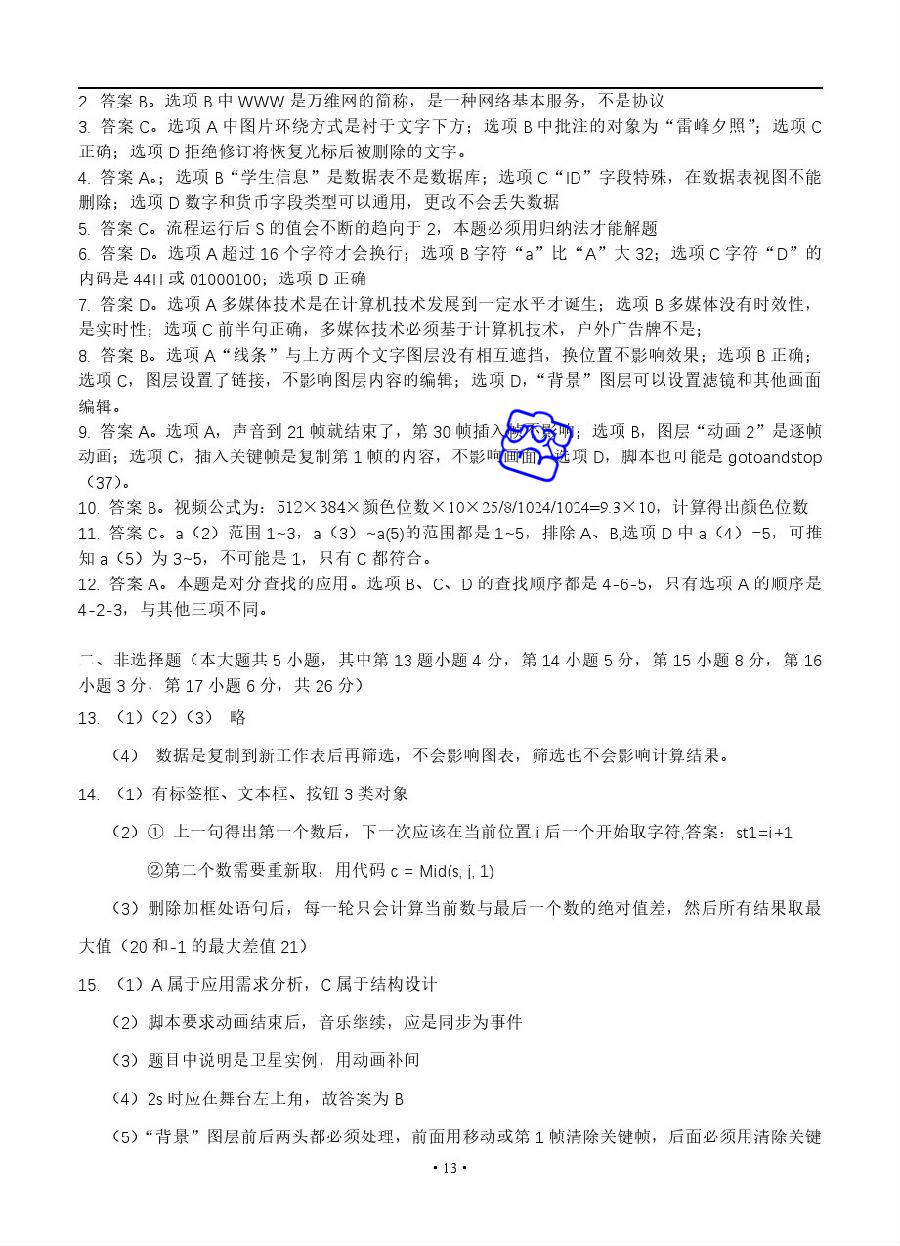 2. 答案 B。选项 B 中 WWW 是万维网的简称，是一种网络基本服务，不是协议
3. 答案 C。选项 A 中图片环绕方式是衬于文字下方；选项 B 中批注的对象为“雷峰夕照”；选项 C
正确；选项 D 拒绝修订将恢复光标后被删除的文字。
4. 答案 A。；选项 B“学生信息”是数据表不是数据库；选项 C“ID”字段特殊，在数据表视图不能
删除；选项 D 数字和货币字段类型可以通用，更改不会丢失数据
5. 答案 C。流程运行后 S 的值会不断的趋向于 2，本题必须用归纳法才能解题
6. 答案 D。选项 A 超过 16 个字符才会换行；选项 B 字符“a”比“A”大 32；选项 C 字符“D”的
内码是 44H 或 01000100；选项 D 正确
7. 答案 D。选项 A 多媒体技术是在计算机技术发展到一定水平才诞生；选项 B 多媒体没有时效性，
是实时性；选项 C 前半句正确，多媒体技术必须基于计算机技术，户外广告牌不是；
8. 答案 B。选项 A“线条”与上方两个文字图层没有相互遮挡，换位置不影响效果；选项 B 正确；
选项 C，图层设置了链接，不影响图层内容的编辑；选项 D，“背景”图层可以设置滤镜和其他画面
编辑。
9. 答案 A。选项 A，声音到 21 帧就结束了，第 30 帧插入帧不影响；选项 B，图层“动画 2”是逐帧
动画；选项 C，插入关键帧是复制第 1 帧的内容，不影响画面；选项 D，脚本也可能是 gotoandstop
（37）。
10. 答案 B。视频公式为：512×384×颜色位数×10×25/8/1024/1024=9.3×10，计算得出颜色位数
11. 答案 C。a（2）范围 1~3，a（3）~a(5)的范围都是 1~5，排除 A、B,选项 D 中 a（4）=5，可推
知 a（5）为 3~5，不可能是 1，只有 C 都符合。
12. 答案 A。本题是对分查找的应用。选项 B、C、D 的查找顺序都是 4-6-5，只有选项 A 的顺序是
4-2-3，与其他三项不同。
二、非选择题（本大题共 5 小题，其中第 13 题小题 4 分，第 14 小题 5 分，第 15 小题 8 分，第 16
小题 3 分，第 17 小题 6 分，共 26 分）
13. （1）（2）（3） 略
（4） 数据是复制到新工作表后再筛选，不会影响图表，筛选也不会影响计算结果。
14. （1）有标签框、文本框、按钮 3 类对象
（2）① 上一句得出第一个数后，下一次应该在当前位置 i 后一个开始取字符,答案：st1=i+1
②第二个数需要重新取，用代码 c = Mid(s, j, 1)
（3）删除加框处语句后，每一轮只会计算当前数与最后一个数的绝对值差，然后所有结果取最
大值（20 和-1 的最大差值 21）
15. （1）A 属于应用需求分析，C 属于结构设计
（2）脚本要求动画结束后，音乐继续，应是同步为事件
（3）题目中说明是卫星实例，用动画补间
（4）2s 时应在舞台左上角，故答案为 B
（5）“背景”图层前后两头都必须处理，前面用移动或第 1 帧清除关键帧，后面必须用清除关键
· 13 ·